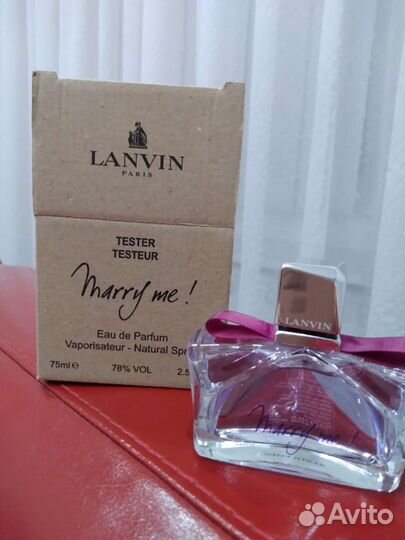 LANVIN
PARIS
TESTER
TESTEUR
Marry me!
Eau de Parfum
Vaporisateur - Natural Spr
75ml e
78% VOL
2.5
LANVIN
Marry me!
Avito